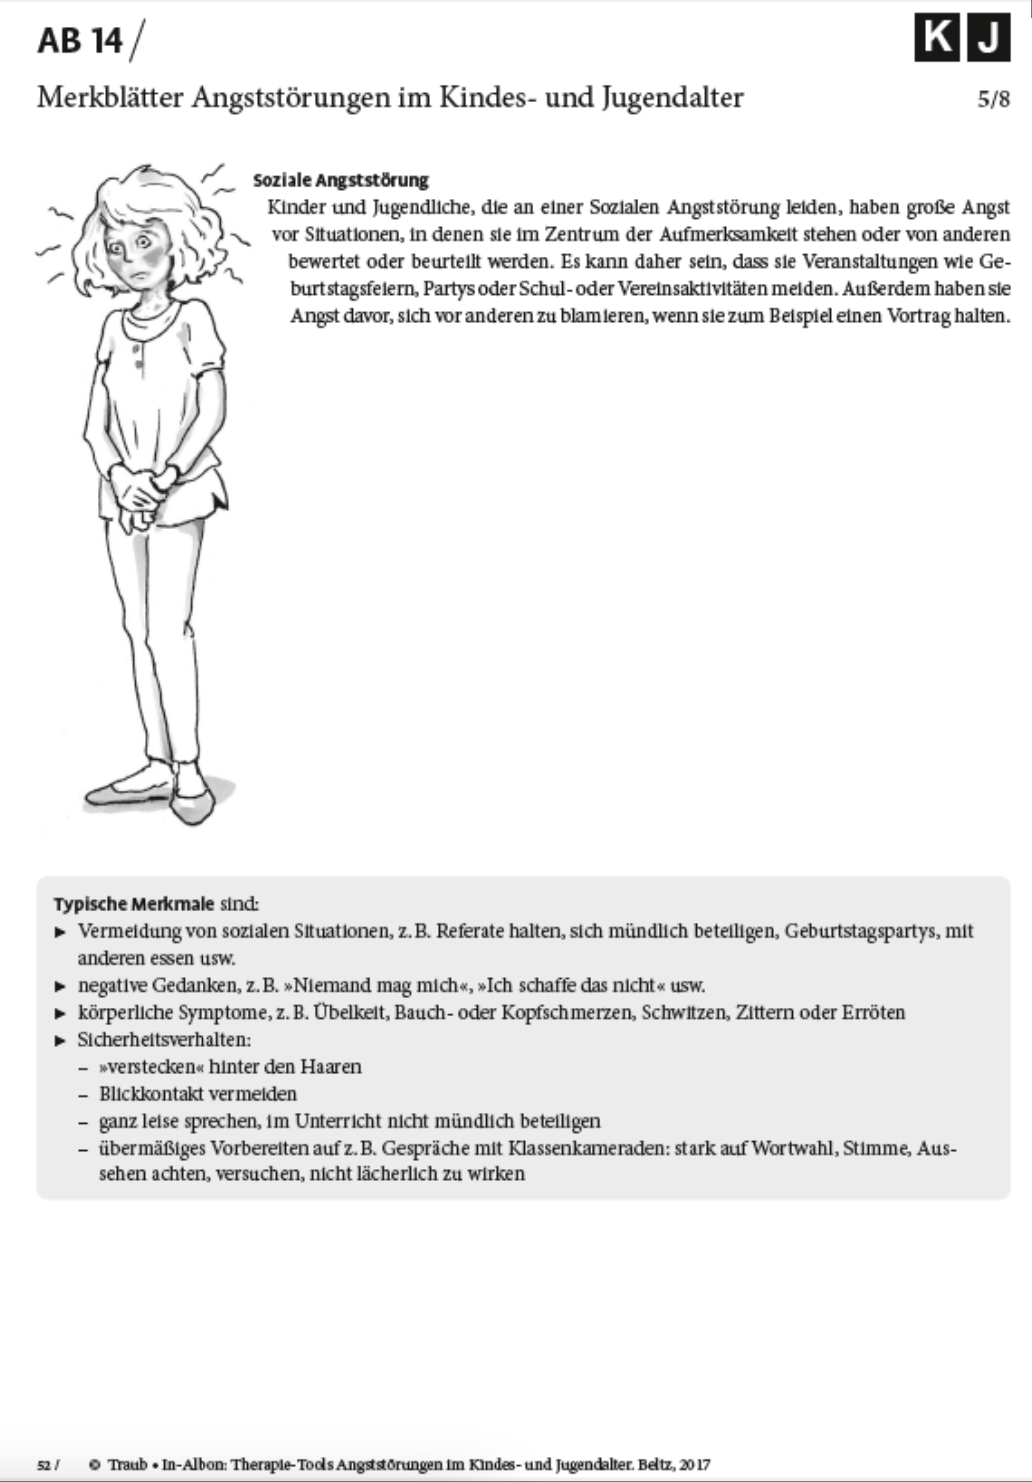 AB 14 /
K J
Merkblätter Angststörungen im Kindes- und Jugendalter 5/8
Soziale Angststörung
Kinder und Jugendliche, die an einer Sozialen Angststörung leiden, haben große Angst
vor Situationen, in denen sie im Zentrum der Aufmerksamkeit stehen oder von anderen
bewertet oder beurteilt werden. Es kann daher sein, dass sie Veranstaltungen wie Ge-
burtstagsfeiern, Partys oder Schul- oder Vereinsaktivitäten meiden. Außerdem haben sie
Angst davor, sich vor anderen zu blamieren, wenn sie zum Beispiel einen Vortrag halten.
Typische Merkmale sind:
► Vermeidung von sozialen Situationen, z. B. Referate halten, sich mündlich beteiligen, Geburtstagspartys, mit
anderen essen usw.
► negative Gedanken, z. B. »Niemand mag mich«, »Ich schaffe das nicht« usw.
► körperliche Symptome, z. B. Übelkeit, Bauch- oder Kopfschmerzen, Schwitzen, Zittern oder Erröten
► Sicherheitsverhalten:
– »verstecken« hinter den Haaren
– Blickkontakt vermeiden
– ganz leise sprechen, im Unterricht nicht mündlich beteiligen
– übermäßiges Vorbereiten auf z. B. Gespräche mit Klassenkameraden: stark auf Wortwahl, Stimme, Aus-
sehen achten, versuchen, nicht lächerlich zu wirken
52 / © Traub • In-Albon: Therapie-Tools Angststörungen im Kindes- und Jugendalter. Beltz, 2017